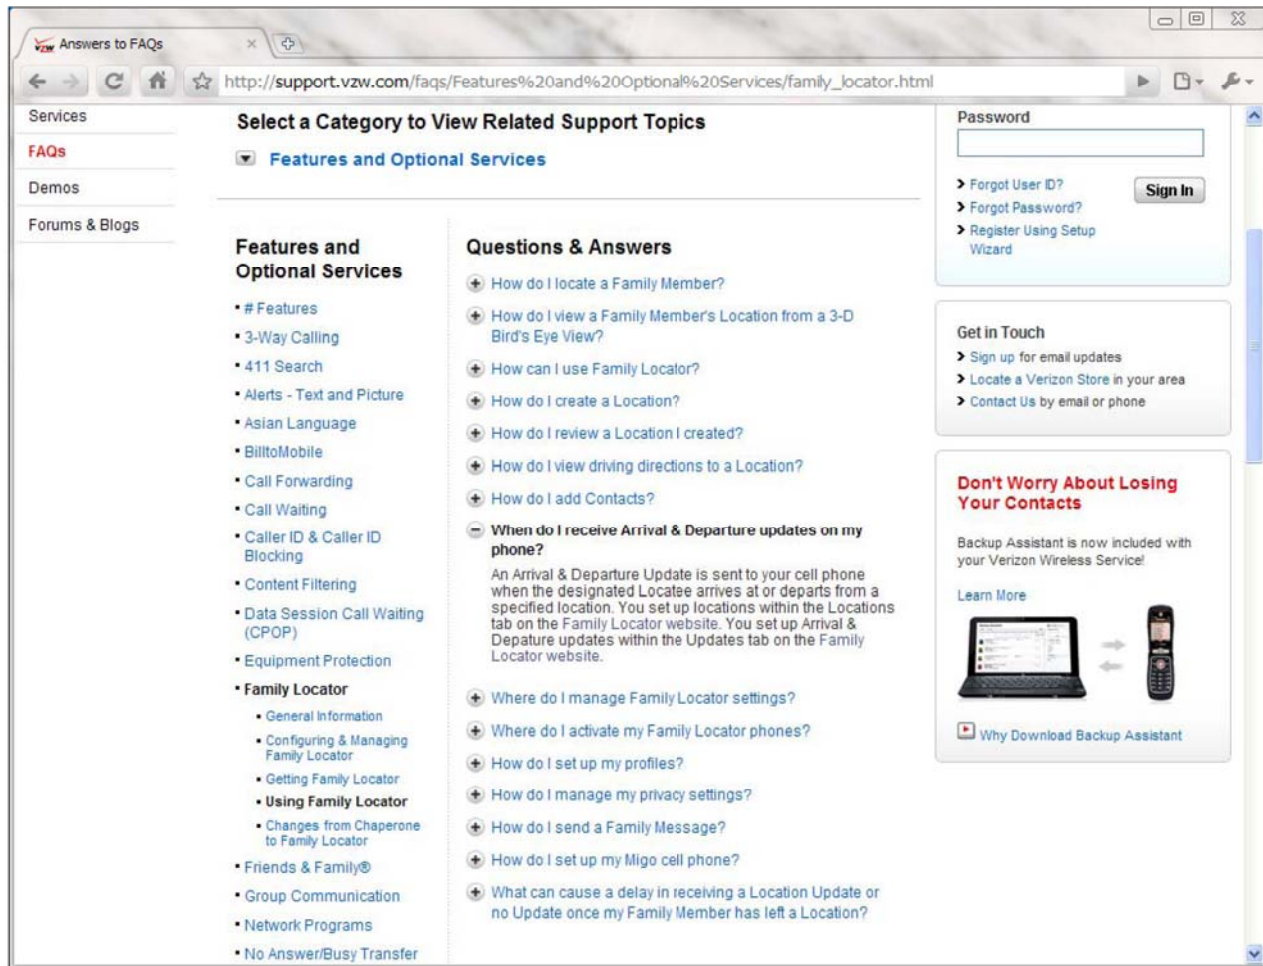 vzw Answers to FAQs
http://support.vzw.com/faqs/Features%20and%20Optional%20Services/family_locator.html
Services
FAQs
Demos
Forums & Blogs
Select a Category to View Related Support Topics
Features and Optional Services
Features and
Optional Services
# Features
3-Way Calling
411 Search
Alerts - Text and Picture
Asian Language
BilltoMobile
Call Forwarding
Call Waiting
Caller ID & Caller ID
Blocking
Content Filtering
Data Session Call Waiting
(CPOP)
Equipment Protection
Family Locator
General Information
Configuring & Managing
Family Locator
Getting Family Locator
Using Family Locator
Changes from Chaperone
to Family Locator
Friends & Family®
Group Communication
Network Programs
No Answer/Busy Transfer
Questions & Answers
How do I locate a Family Member?
How do I view a Family Member's Location from a 3-D
Bird's Eye View?
How can I use Family Locator?
How do I create a Location?
How do I review a Location I created?
How do I view driving directions to a Location?
How do I add Contacts?
When do I receive Arrival & Departure updates on my
phone?
An Arrival & Departure Update is sent to your cell phone
when the designated Locatee arrives at or departs from a
specified location. You set up locations within the Locations
tab on the Family Locator website. You set up Arrival &
Depature updates within the Updates tab on the Family
Locator website.
Where do I manage Family Locator settings?
Where do I activate my Family Locator phones?
How do I set up my profiles?
How do I manage my privacy settings?
How do I send a Family Message?
How do I set up my Migo cell phone?
What can cause a delay in receiving a Location Update or
no Update once my Family Member has left a Location?
Password
Forgot User ID?
Forgot Password?
Register Using Setup
Wizard
Sign In
Get in Touch
Sign up for email updates
Locate a Verizon Store in your area
Contact Us by email or phone
Don't Worry About Losing
Your Contacts
Backup Assistant is now included with
your Verizon Wireless Service!
Learn More
Why Download Backup Assistant